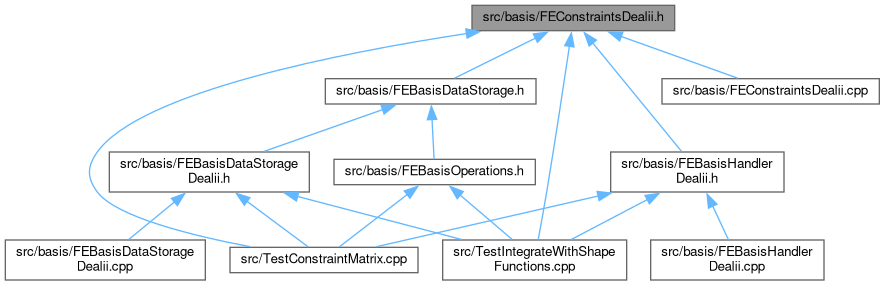 src/basis/FEConstraintsDealii.h
src/basis/FEBasisDataStorage.h
src/basis/FEConstraintsDealii.cpp
src/basis/FEBasisDataStorage
Dealii.h
src/basis/FEBasisOperations.h
src/basis/FEBasisHandler
Dealii.h
src/basis/FEBasisDataStorage
Dealii.cpp
src/TestConstraintMatrix.cpp
src/TestIntegrateWithShape
Functions.cpp
src/basis/FEBasisHandler
Dealii.cpp